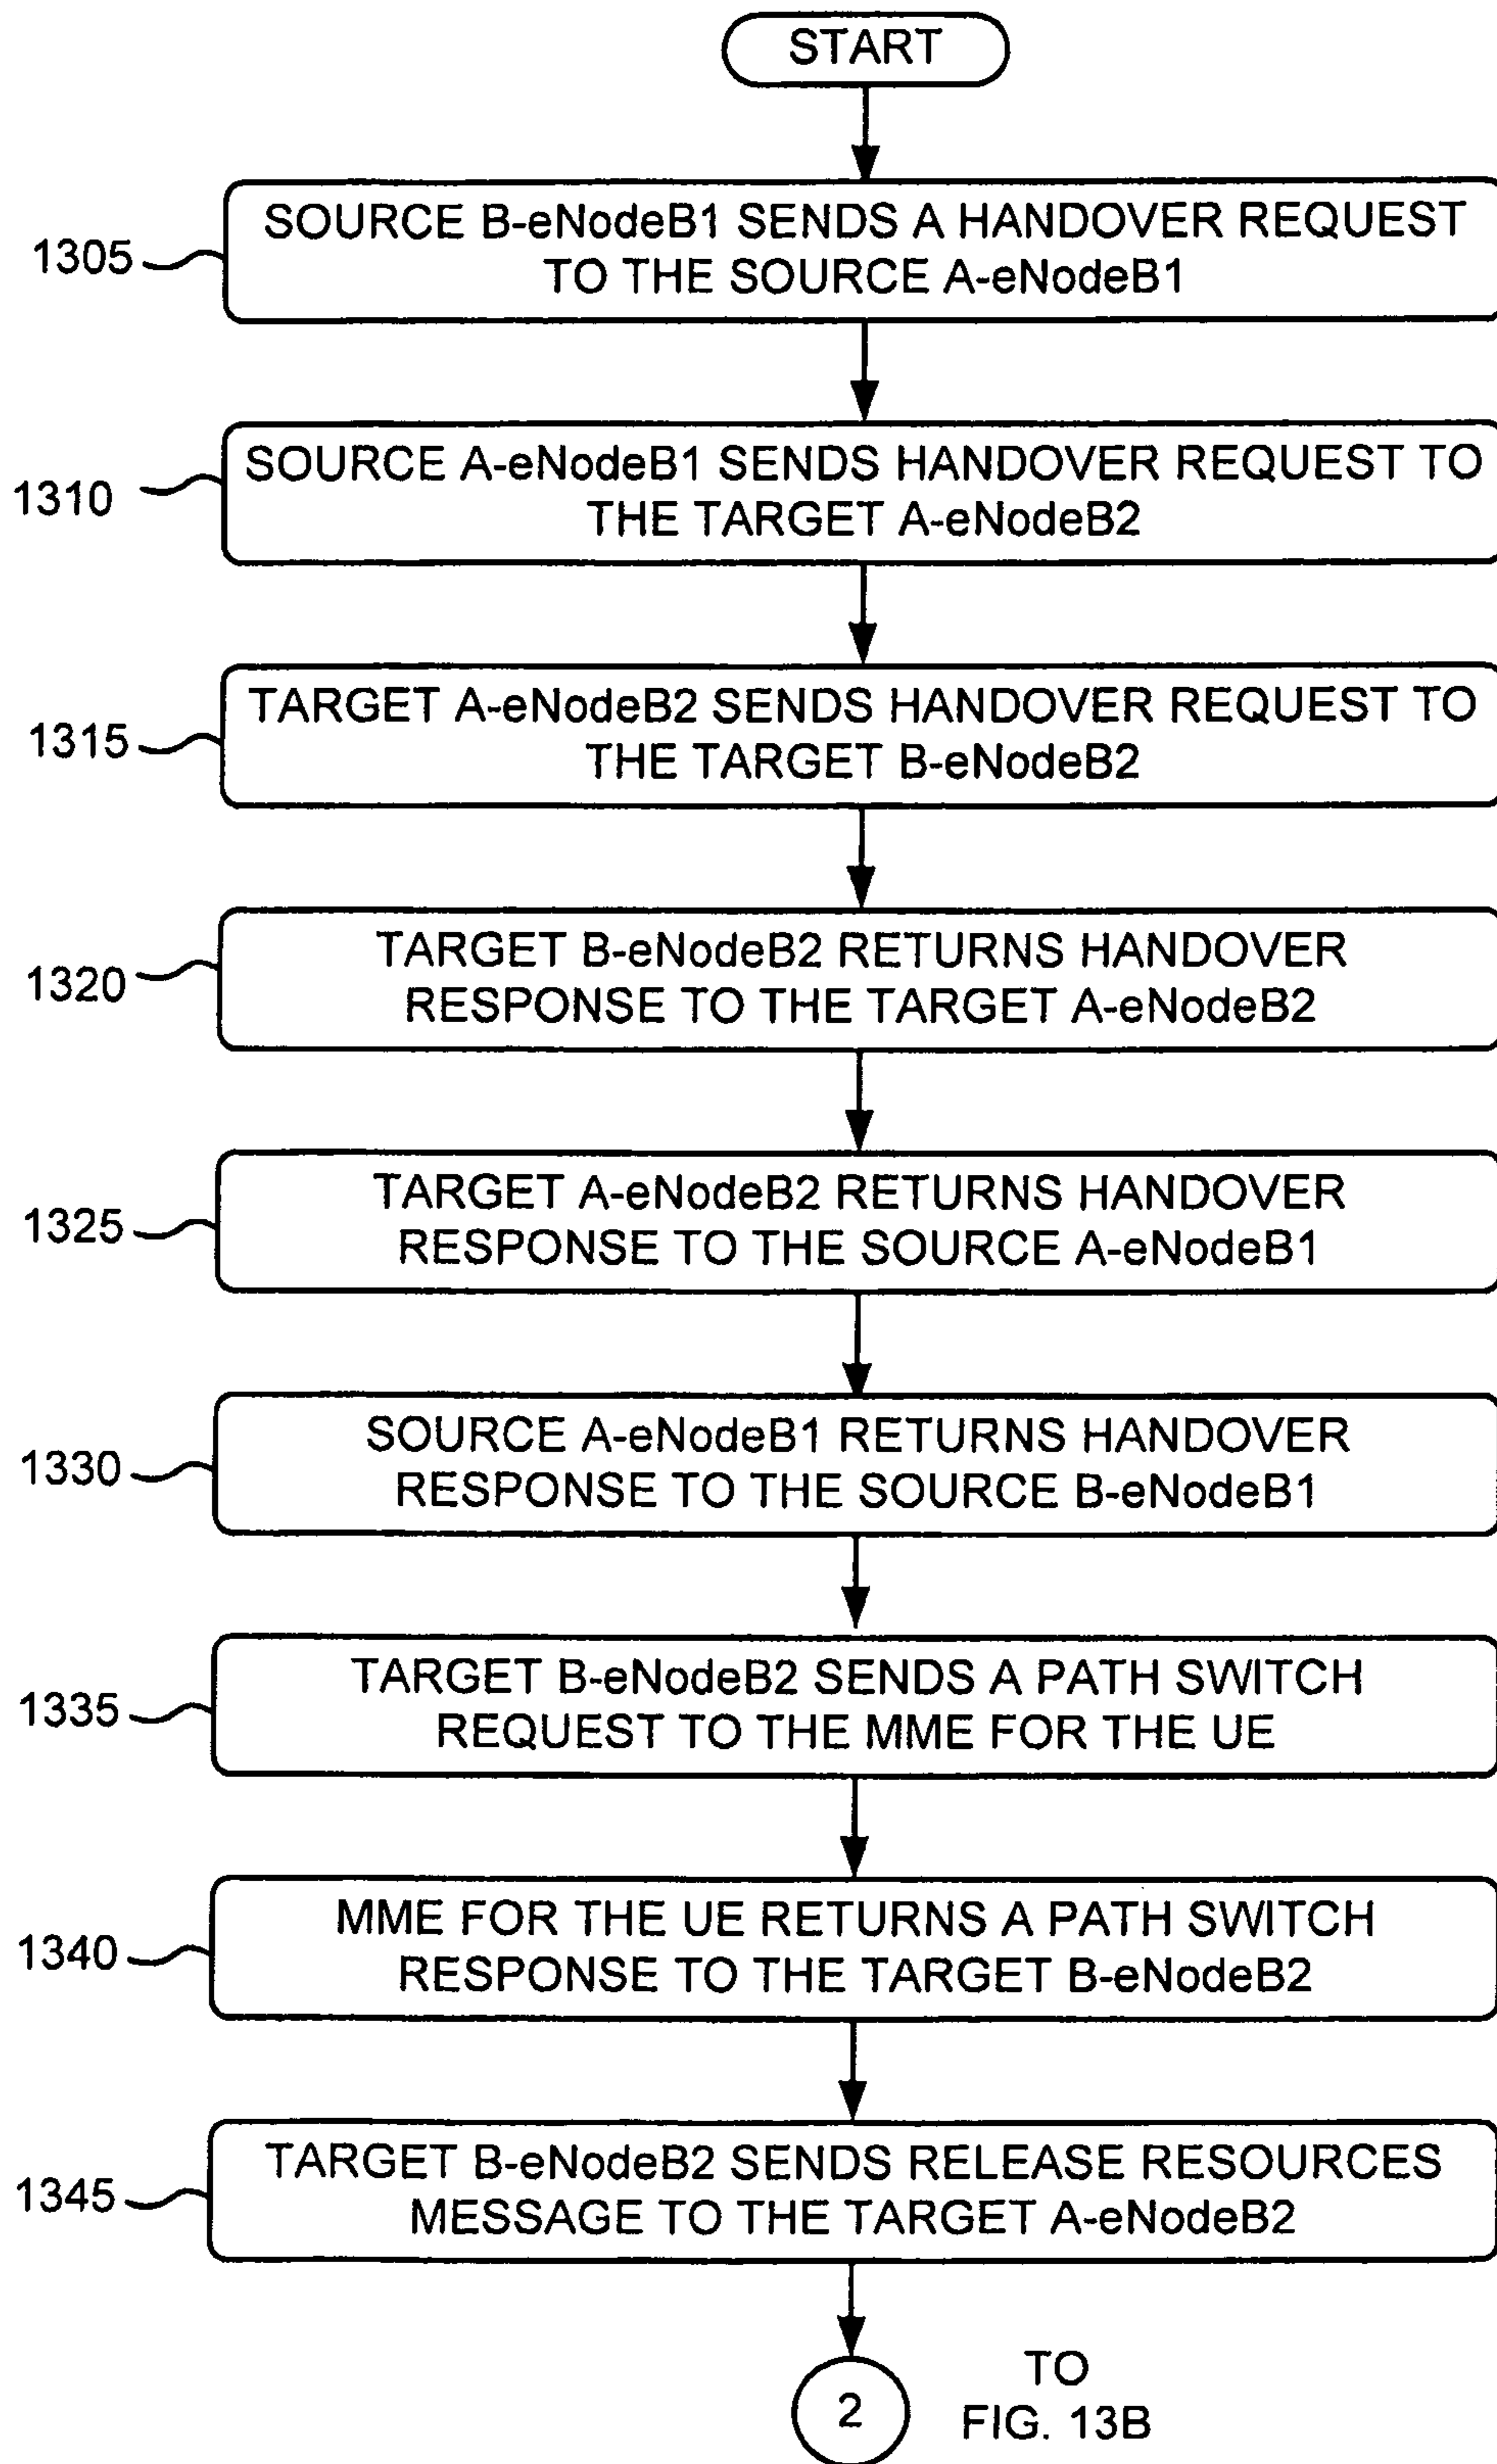 START
1305
SOURCE B-eNodeB1 SENDS A HANDOVER REQUEST
TO THE SOURCE A-eNodeB1
1310
SOURCE A-eNodeB1 SENDS HANDOVER REQUEST TO
THE TARGET A-eNodeB2
1315
TARGET A-eNodeB2 SENDS HANDOVER REQUEST TO
THE TARGET B-eNodeB2
1320
TARGET B-eNodeB2 RETURNS HANDOVER
RESPONSE TO THE TARGET A-eNodeB2
1325
TARGET A-eNodeB2 RETURNS HANDOVER
RESPONSE TO THE SOURCE A-eNodeB1
1330
SOURCE A-eNodeB1 RETURNS HANDOVER
RESPONSE TO THE SOURCE B-eNodeB1
1335
TARGET B-eNodeB2 SENDS A PATH SWITCH
REQUEST TO THE MME FOR THE UE
1340
MME FOR THE UE RETURNS A PATH SWITCH
RESPONSE TO THE TARGET B-eNodeB2
1345
TARGET B-eNodeB2 SENDS RELEASE RESOURCES
MESSAGE TO THE TARGET A-eNodeB2
2
TO
FIG. 13B